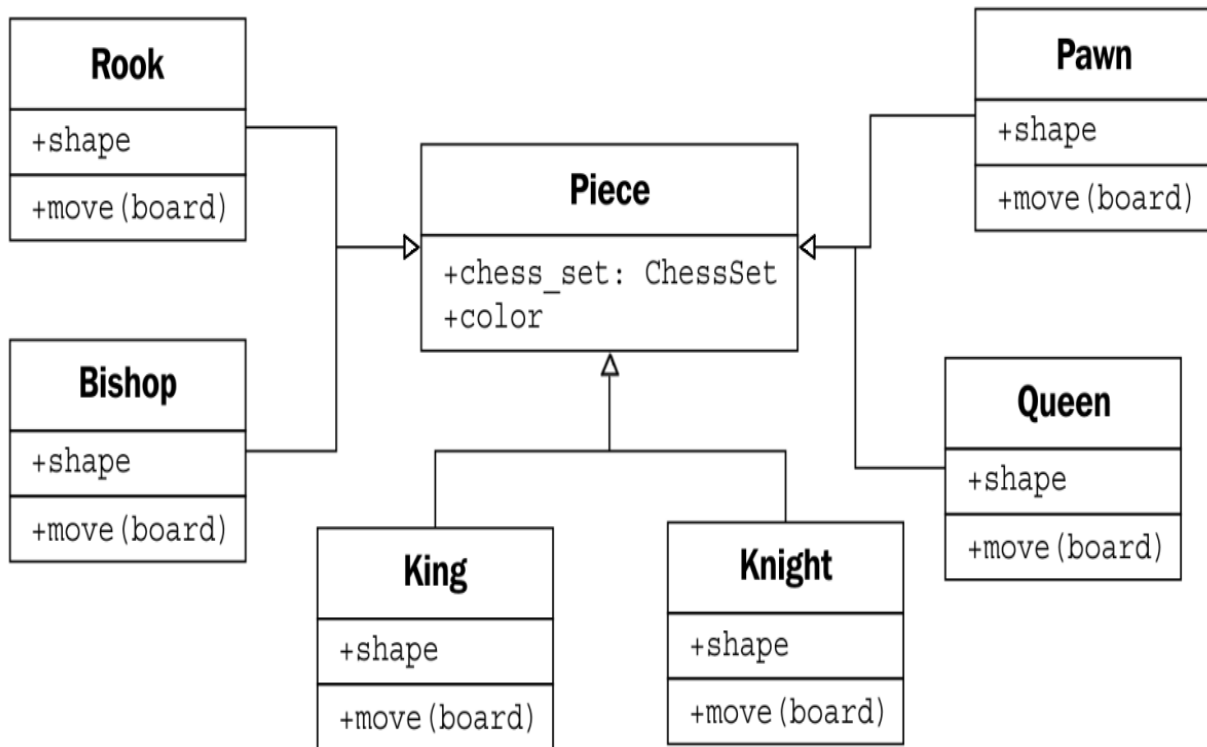 Rook
+shape
+move(board)
Pawn
+shape
+move(board)
Piece
+chess_set: ChessSet
+color
Bishop
+shape
+move(board)
Queen
+shape
+move(board)
King
+shape
+move(board)
Knight
+shape
+move(board)